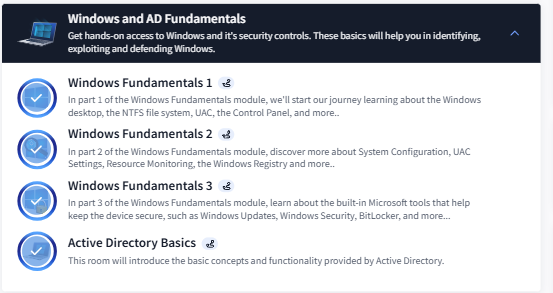 Windows and AD Fundamentals
Get hands-on access to Windows and it's security controls. These basics will help you in identifying,
exploiting and defending Windows.
Windows Fundamentals 1
In part 1 of the Windows Fundamentals module, we'll start our journey learning about the Windows
desktop, the NTFS file system, UAC, the Control Panel, and more..
Windows Fundamentals 2
In part 2 of the Windows Fundamentals module, discover more about System Configuration, UAC
Settings, Resource Monitoring, the Windows Registry and more..
Windows Fundamentals 3
In part 3 of the Windows Fundamentals module, learn about the built-in Microsoft tools that help
keep the device secure, such as Windows Updates, Windows Security, BitLocker, and more...
Active Directory Basics
This room will introduce the basic concepts and functionality provided by Active Directory.